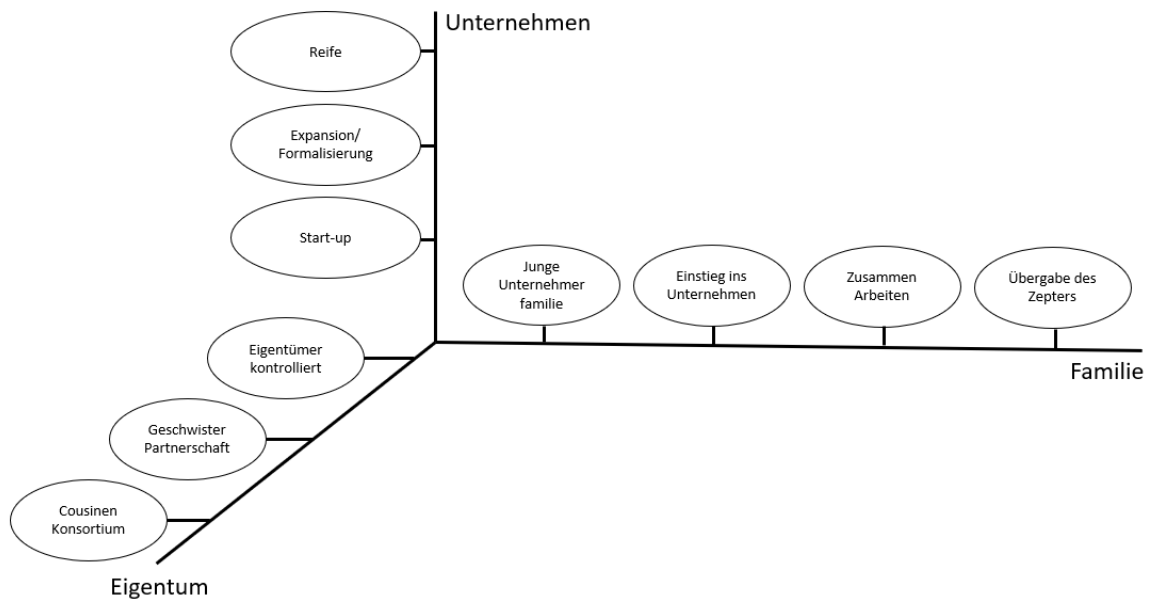 Unternehmen
Reife
Expansion/
Formalisierung
Start-up
Junge
Unternehmer
familie
Einstieg ins
Unternehmen
Zusammen
Arbeiten
Übergabe des
Zepters
Familie
Eigentümer
kontrolliert
Geschwister
Partnerschaft
Cousinen
Konsortium
Eigentum